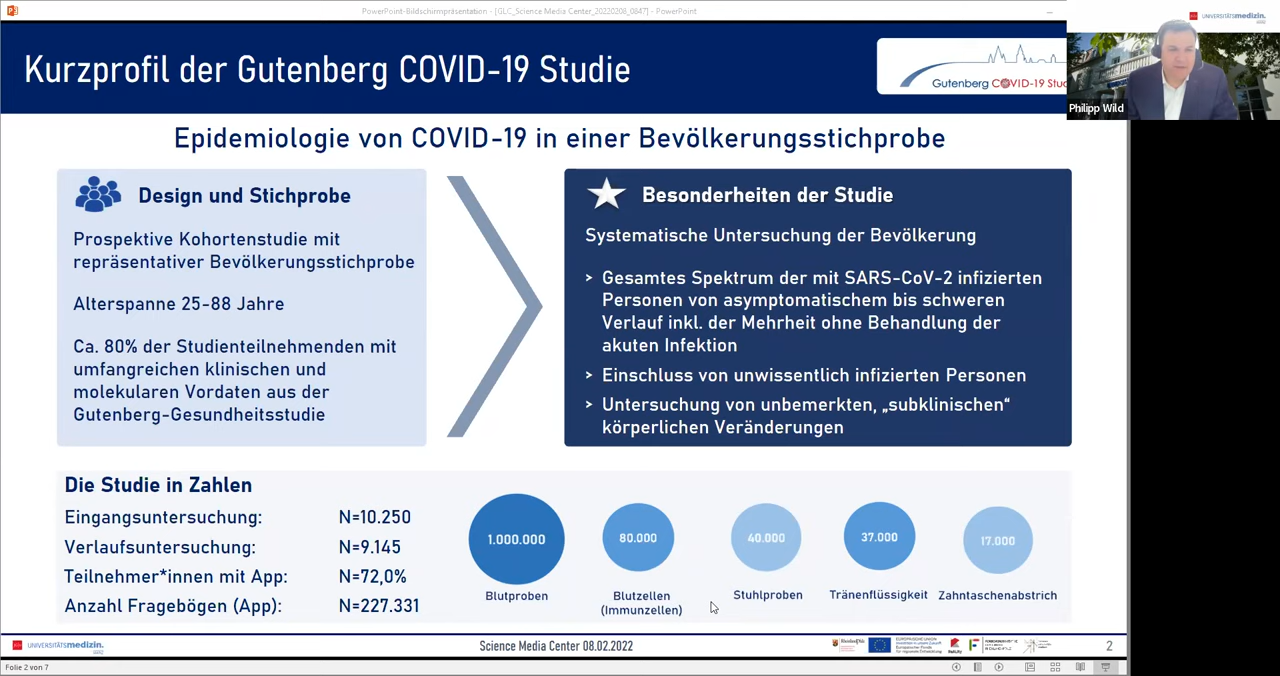 PowerPoint-Bildschirmpräsentation - [GLC_Science Media Center_20220208_0847] - PowerPoint
UNIVERSITÄTSmedizin.
Kurzprofil der Gutenberg COVID-19 Studie
Gutenberg COVID-19 Stud
Philipp Wild
Epidemiologie von COVID-19 in einer Bevölkerungsstichprobe
Design und Stichprobe
Prospektive Kohortenstudie mit
repräsentativer Bevölkerungsstichprobe
Alterspanne 25-88 Jahre
Ca. 80% der Studienteilnehmenden mit
umfangreichen klinischen und
molekularen Vordaten aus der
Gutenberg-Gesundheitsstudie
Besonderheiten der Studie
Systematische Untersuchung der Bevölkerung
> Gesamtes Spektrum der mit SARS-CoV-2 infizierten
Personen von asymptomatischem bis schweren
Verlauf inkl. der Mehrheit ohne Behandlung der
akuten Infektion
> Einschluss von unwissentlich infizierten Personen
> Untersuchung von unbemerkten, „subklinischen“
körperlichen Veränderungen
Die Studie in Zahlen
Eingangsuntersuchung: N=10.250
Verlaufsuntersuchung: N=9.145
Teilnehmer*innen mit App: N=72,0%
Anzahl Fragebögen (App): N=227.331
1.000.000
Blutproben
80.000
Blutzellen
(Immunzellen)
40.000
Stuhlproben
37.000
Tränenflüssigkeit
17.000
Zahntaschenabstrich
UNIVERSITÄTSmedizin.
Science Media Center 08.02.2022
2
Folie 2 von 7